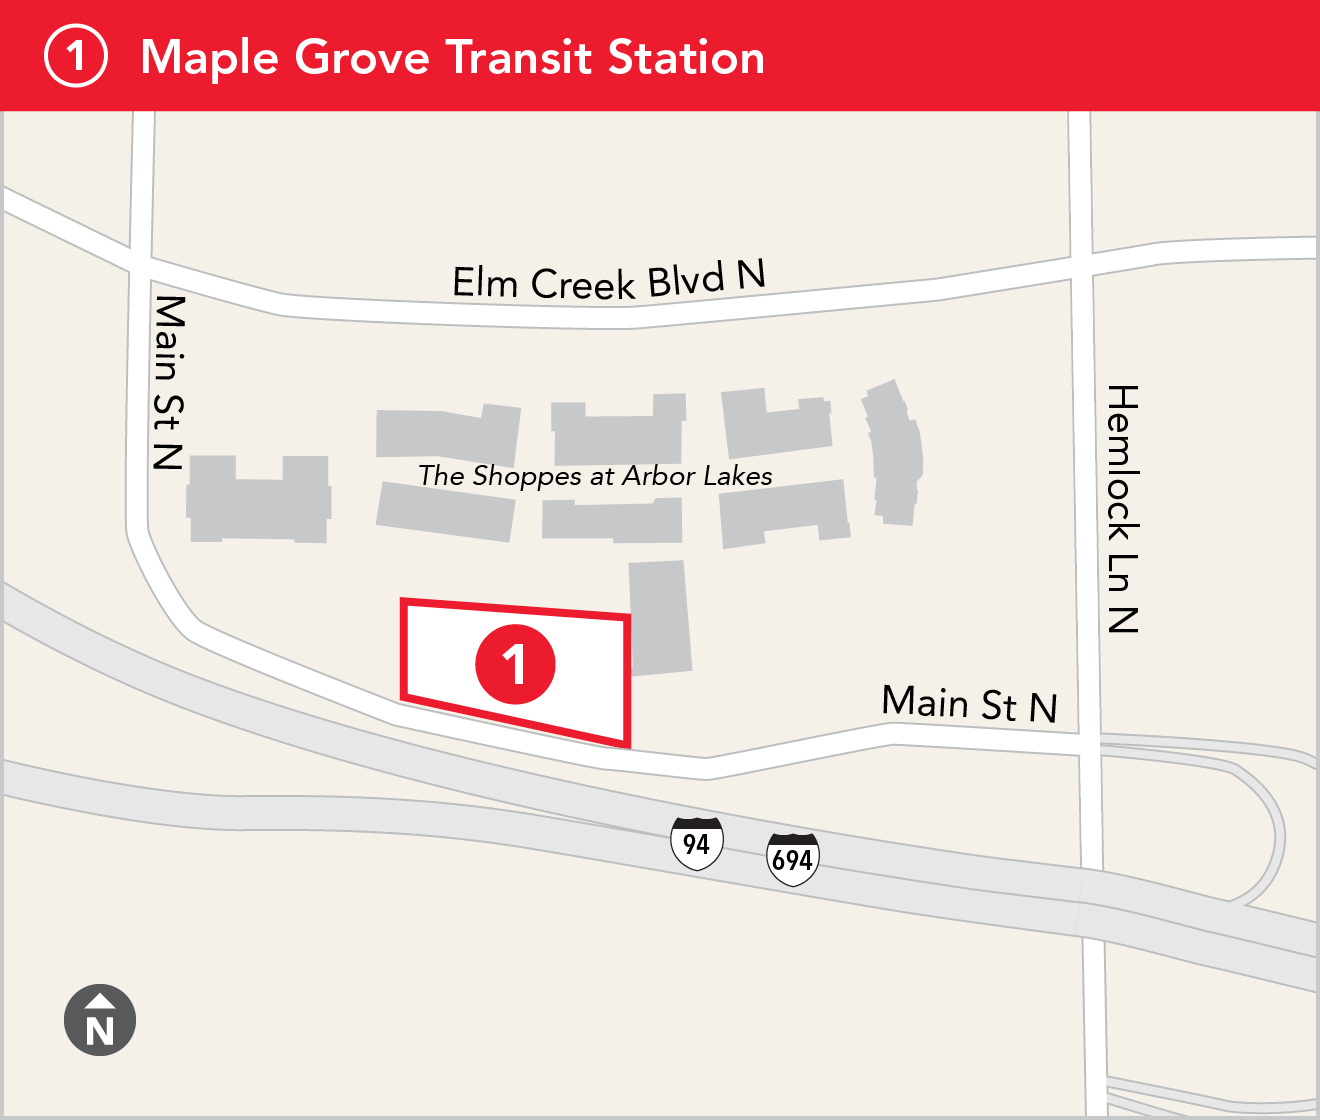 1 Maple Grove Transit Station
Elm Creek Blvd N
Main St N
Hemlock Ln N
The Shoppes at Arbor Lakes
1
Main St N
94
694
N